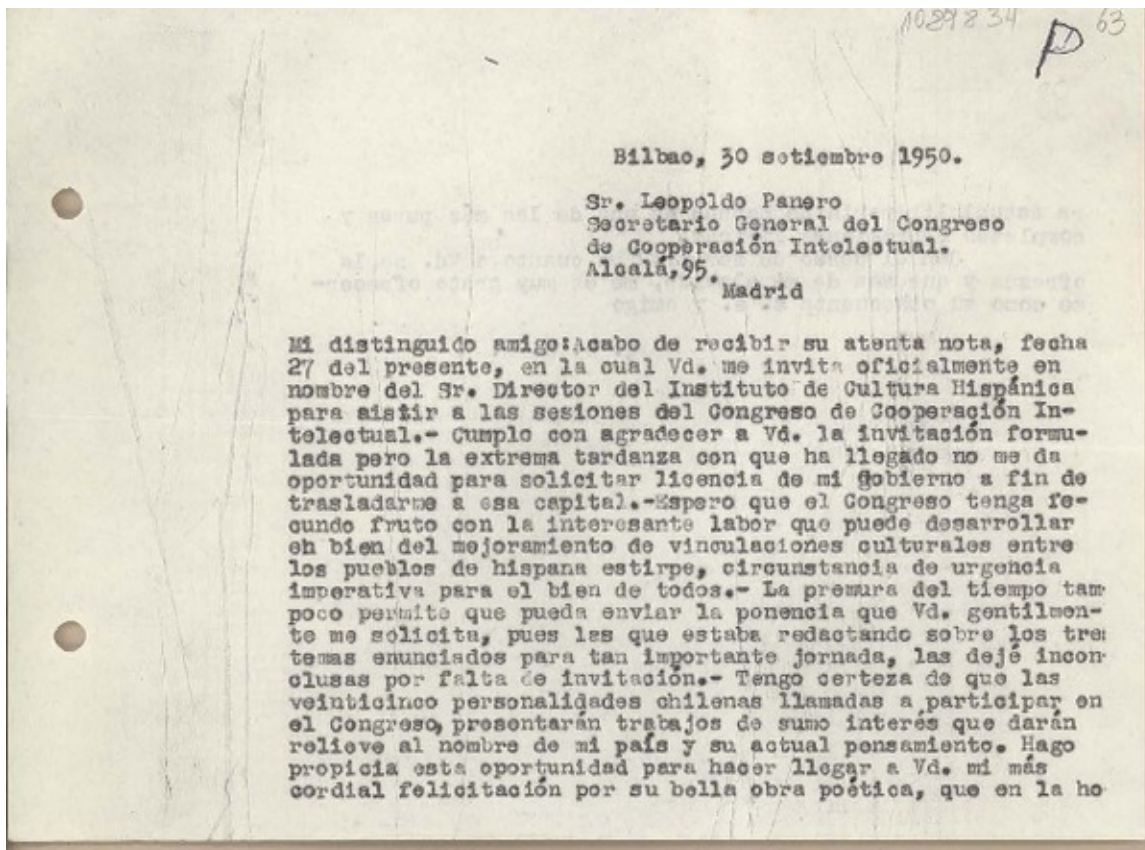 1089834
63
Bilbao, 30 setiembre 1950.
Sr. Leopoldo Panero
Secretario General del Congreso
de Cooperación Intelectual.
Alcalá,95.
Madrid
Mi distinguido amigo:Acabo de recibir su atenta nota, fecha
27 del presente, en la cual Vd. me invita oficialmente en
nombre del Sr. Director del Instituto de Cultura Hispánica
para aistir a las sesiones del Congreso de Cooperación In-
telectual.- Cumplo con agradecer a Vd. la invitación formu-
lada pero la extrema tardanza con que ha llegado no me da
oportunidad para solicitar licencia de mi gobierno a fin de
trasladarme a esa capital.-Espero que el Congreso tenga fe-
cundo fruto con la interesante labor que puede desarrollar
eh bien del mejoramiento de vinculaciones culturales entre
los pueblos de hispana estirpe, circunstancia de urgencia
imperativa para el bien de todos.- La premura del tiempo tam-
poco permite que pueda enviar la ponencia que Vd. gentilmen-
te me solicita, pues las que estaba redactando sobre los tre
temas enunciados para tan importante jornada, las dejé incon-
clusas por falta de invitación.- Tengo certeza de que las
veinticinco personalidades chilenas llamadas a participar en
el Congreso, presentarán trabajos de sumo interés que darán
relieve al nombre de mi país y su actual pensamiento. Hago
propicia esta oportunidad para hacer llegar a Vd. mi más
cordial felicitación por su bella obra poética, que en la ho